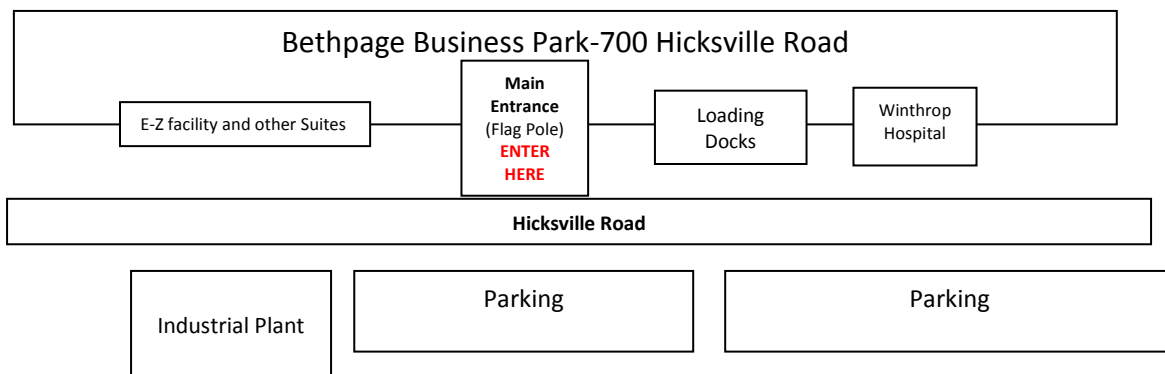 Bethpage Business Park-700 Hicksville Road
E-Z facility and other Suites
Main
Entrance
(Flag Pole)
ENTER
HERE
Loading
Docks
Winthrop
Hospital
Hicksville Road
Industrial Plant
Parking
Parking